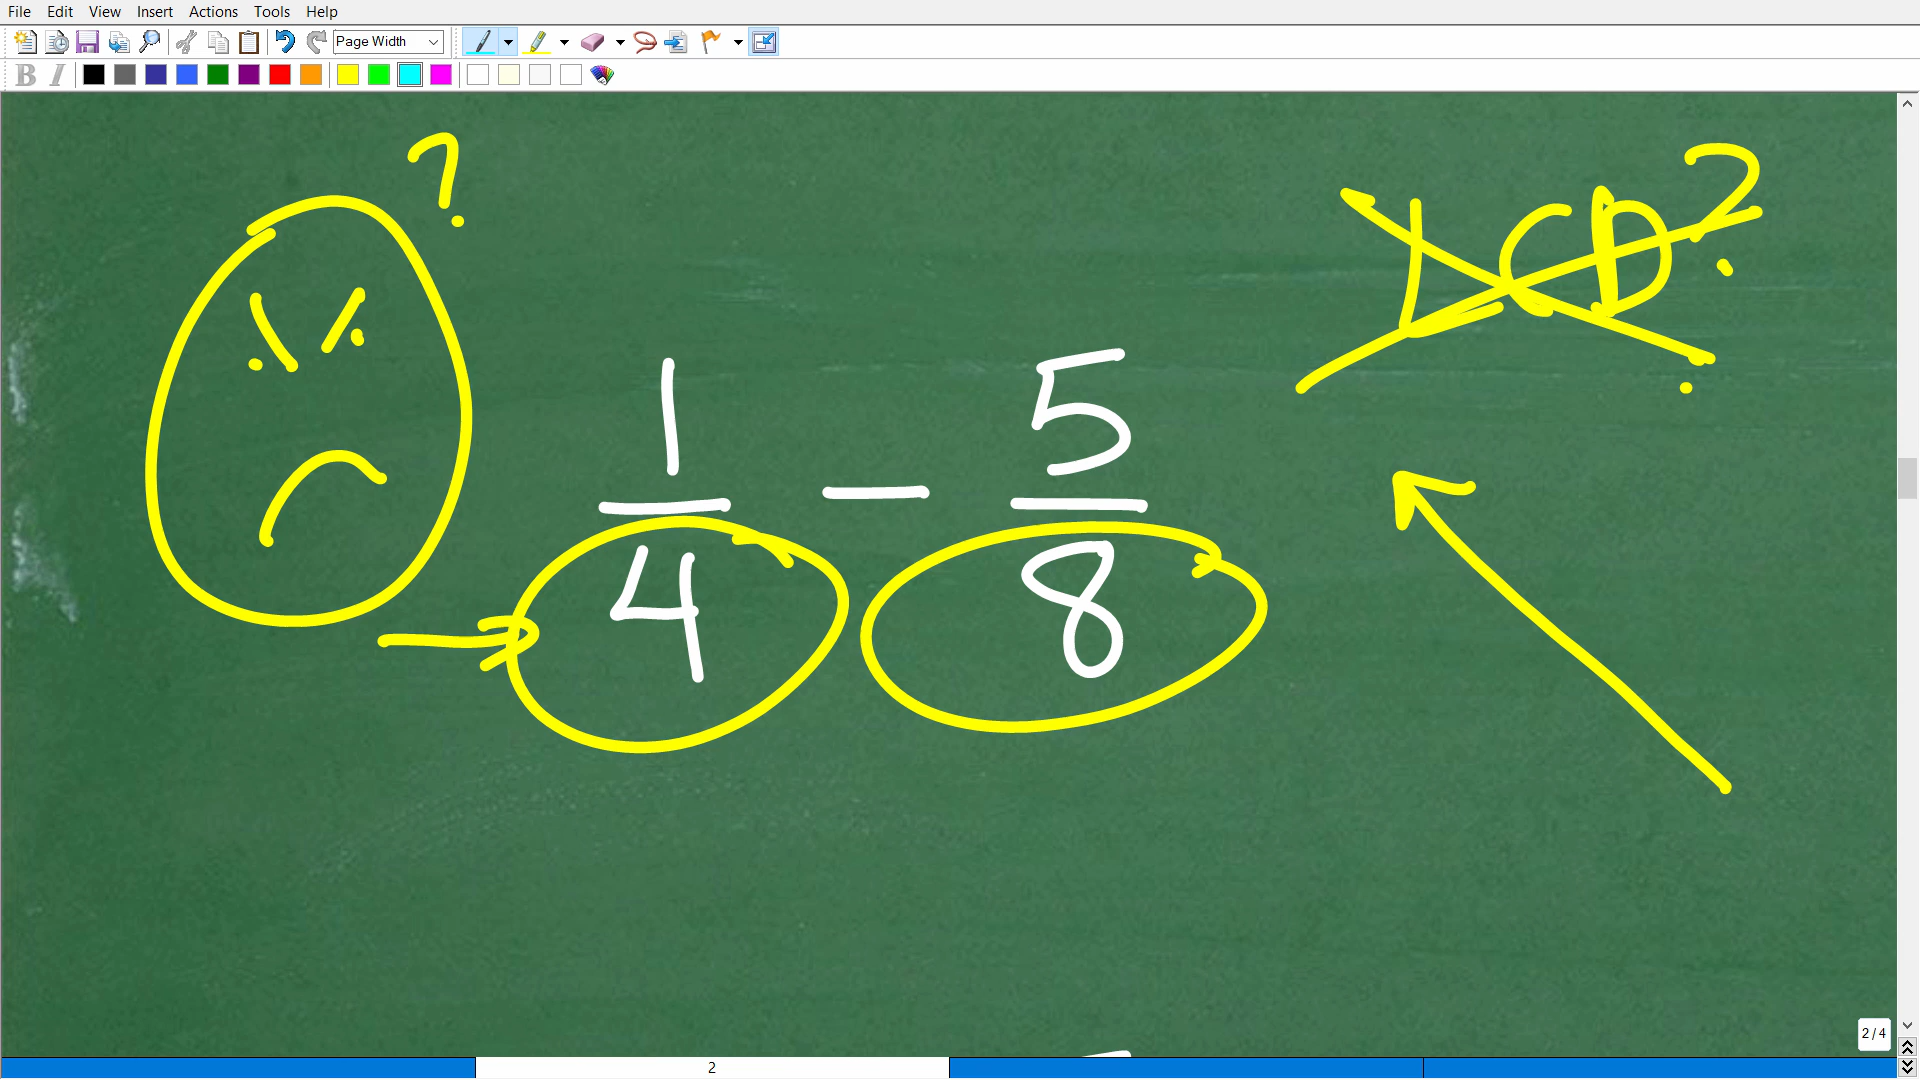 File Edit View Insert Actions Tools Help
Page Width
B I
?
LCD?
1/4 - 5/8
2 / 4
2